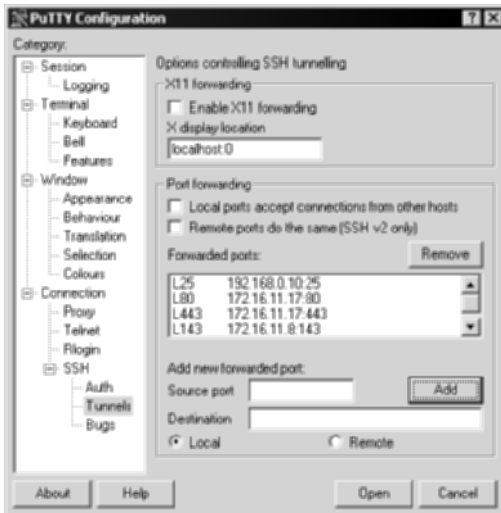 PuTTY Configuration
Category:
Session
Logging
Terminal
Keyboard
Bell
Features
Window
Appearance
Behaviour
Translation
Selection
Colours
Connection
Proxy
Telnet
Rlogin
SSH
Auth
Tunnels
Bugs
Options controlling SSH tunnelling
X11 forwarding
Enable X11 forwarding
X display location
localhost:0
Port forwarding
Local ports accept connections from other hosts
Remote ports do the same (SSH v2 only)
Forwarded ports:
Remove
L25 192.168.0.10:25
L80 172.16.11.17:80
L443 172.16.11.17:443
L143 172.16.11.8:143
Add new forwarded port:
Source port
Add
Destination
Local Remote
About Help Open Cancel